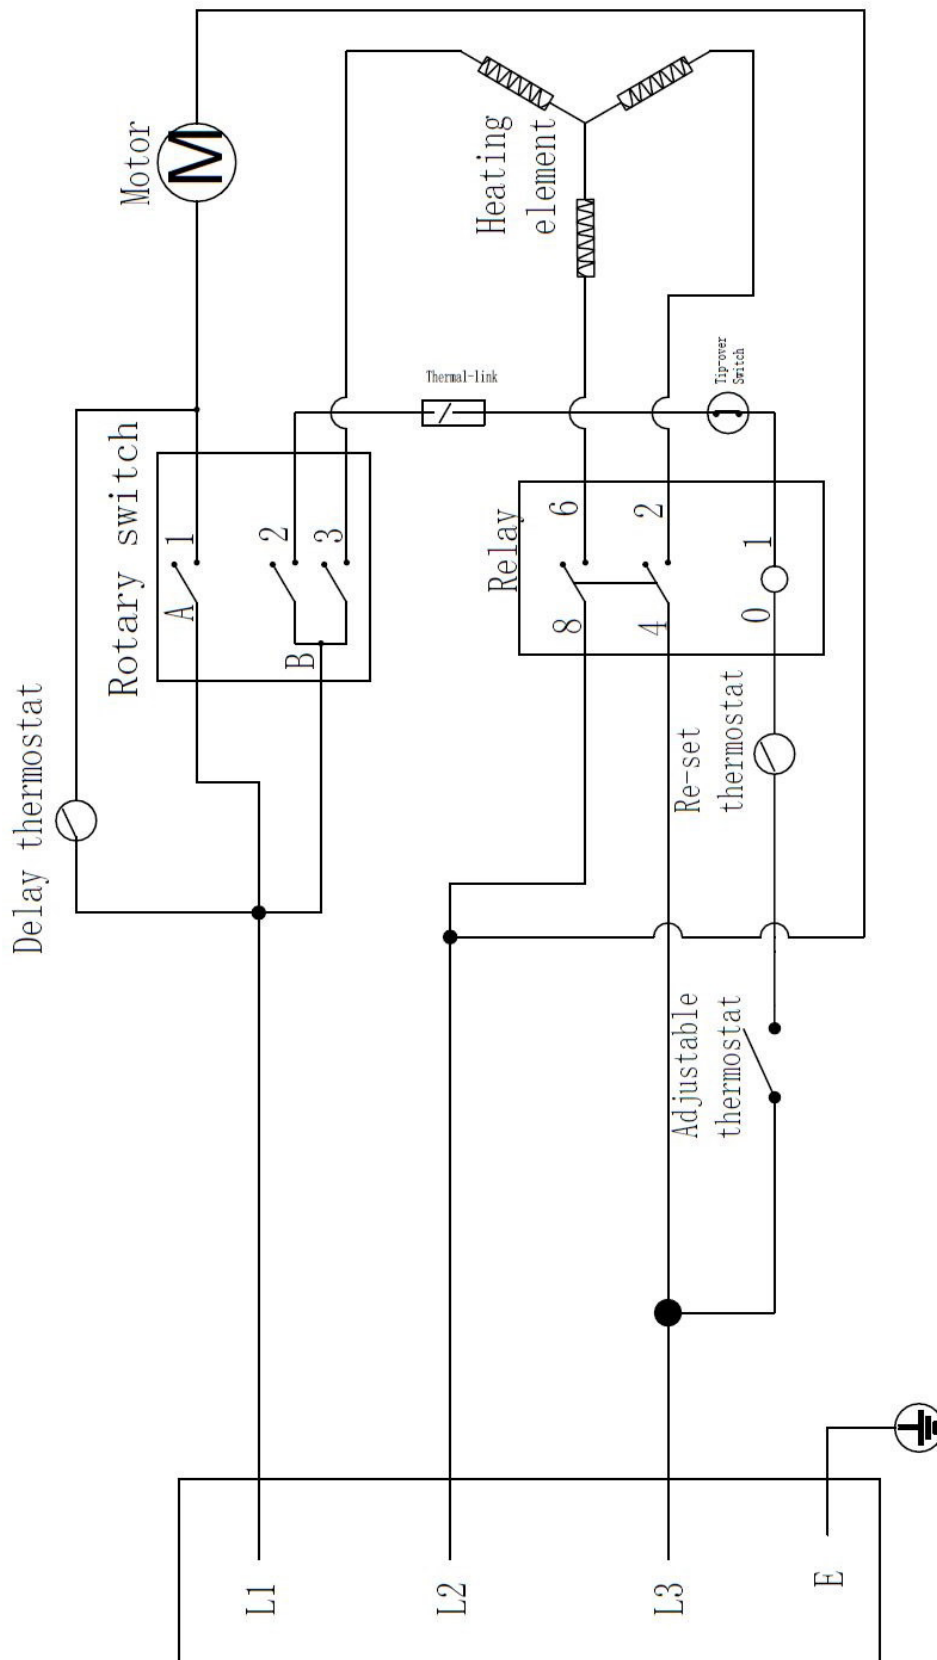 Motor
M
Heating
element
Thermal-link
Tip-over
Switch
Rotary switch
1
2
3
A
B
Relay
6
2
1
8
4
0
Delay thermostat
Re-set
thermostat
Adjustable
thermostat
L1
L2
L3
E